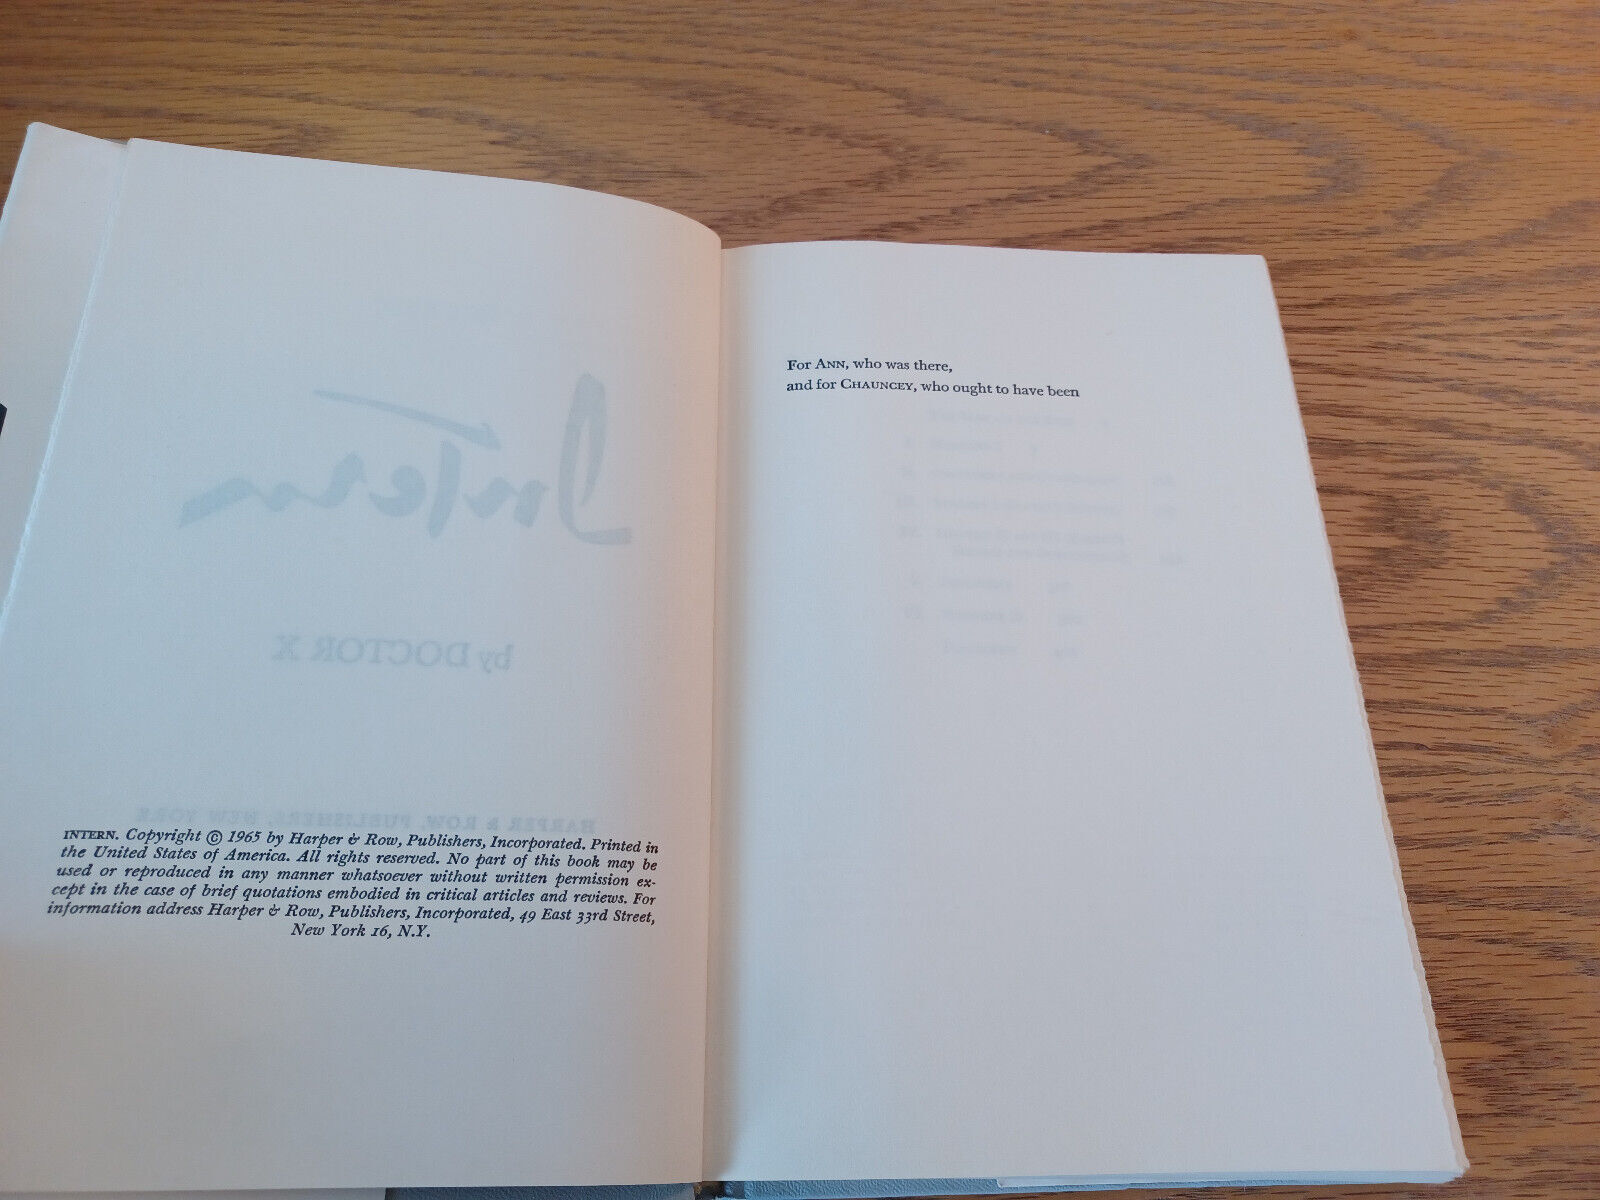 Intern
by DOCTOR X
HARPER & ROW, PUBLISHERS, NEW YORK
INTERN. Copyright © 1965 by Harper & Row, Publishers, Incorporated. Printed in
the United States of America. All rights reserved. No part of this book may be
used or reproduced in any manner whatsoever without written permission ex-
cept in the case of brief quotations embodied in critical articles and reviews. For
information address Harper & Row, Publishers, Incorporated, 49 East 33rd Street,
New York 16, N.Y.
For ANN, who was there,
and for CHAUNCEY, who ought to have been